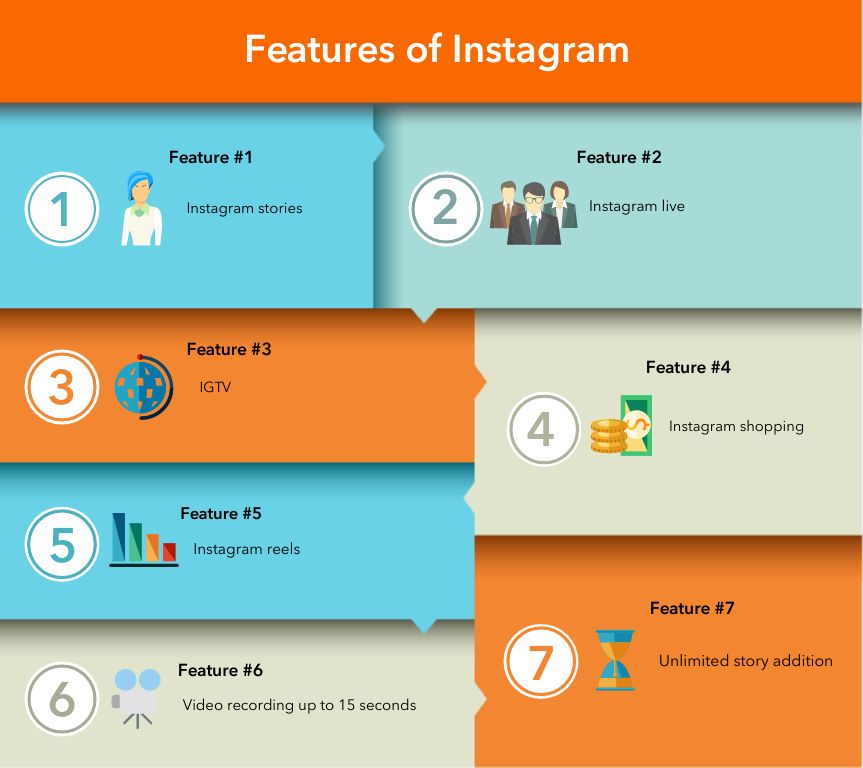 Features of Instagram
Feature #1
1
Instagram stories
Feature #2
2
Instagram live
Feature #3
3
IGTV
Feature #4
4
Instagram shopping
Feature #5
5
Instagram reels
Feature #6
6
Video recording up to 15 seconds
Feature #7
7
Unlimited story addition